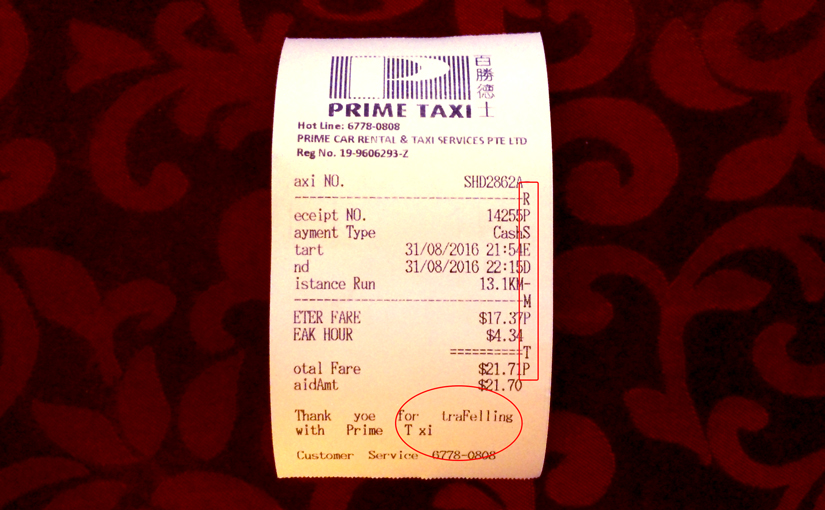 百勝德士
PRIME TAXI
Hot Line: 6778-0808
PRIME CAR RENTAL & TAXI SERVICES PTE LTD
Reg No. 19-9606293-Z
axi NO. SHD2862A-
--------------------------------R
eceipt NO. 14255P
ayment Type CashS
tart 31/08/2016 21:54E
nd 31/08/2016 22:15D
istance Run 13.1KM-
--------------------------------M
ETER FARE $17.37P
EAK HOUR $4.34
==========T
otal Fare $21.71P
aidAmt $21.70
Thank yoe for traFelling
with Prime T xi
Customer Service 6778-0808